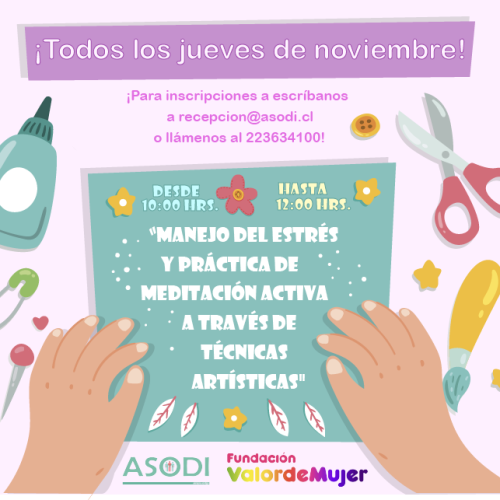 ¡Todos los jueves de noviembre!
¡Para inscripciones a escríbanos
a recepcion@asodi.cl
o llámenos al 223634100!
DESDE
10:00 HRS.
HASTA
12:00 HRS.
"MANEJO DEL ESTRÉS
Y PRÁCTICA DE
MEDITACIÓN ACTIVA
A TRAVÉS DE
TÉCNICAS
ARTÍSTICAS"
ASODI
Fundación
ValordeMujer